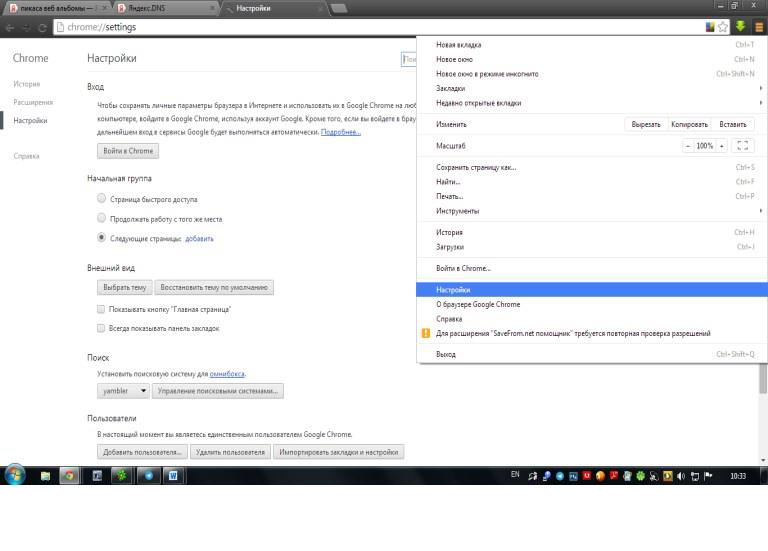 пикаса веб альбомы —
Яндекс.DNS
Настройки
chrome://settings
Chrome
История
Расширения
Настройки
Справка
Настройки
Вход
Чтобы сохранять личные параметры браузера в Интернете и использовать их в Google Chrome на
компьютере, войдите в Google Chrome, используя аккаунт Google. Кроме того, если вы войдете в
дальнейшем вход в сервисы Google будет выполняться автоматически. Подробнее...
Войти в Chrome
Начальная группа
Страница быстрого доступа
Продолжать работу с того же места
Следующие страницы: добавить
Внешний вид
Выбрать тему Восстановить тему по умолчанию
Показывать кнопку "Главная страница"
Всегда показывать панель закладок
Поиск
Установить поисковую систему для омнибокса.
yambler Управление поисковыми системами...
Пользователи
В настоящий момент вы являетесь единственным пользователем Google Chrome.
Добавить пользователя... Удалить пользователя Импортировать закладки и настройки
Новая вкладка Ctrl+T
Новое окно Ctrl+N
Новое окно в режиме инкогнито Ctrl+Shift+N
Закладки
Недавно открытые вкладки
Изменить Вырезать Копировать Вставить
Масштаб − 100% +
Сохранить страницу как... Ctrl+S
Найти... Ctrl+F
Печать... Ctrl+P
Инструменты
История Ctrl+H
Загрузки Ctrl+J
Войти в Chrome...
Настройки
О браузере Google Chrome
Справка
Для расширения "SaveFrom.net помощник" требуется повторная проверка разрешений
Выход Ctrl+Shift+Q
EN 10:33